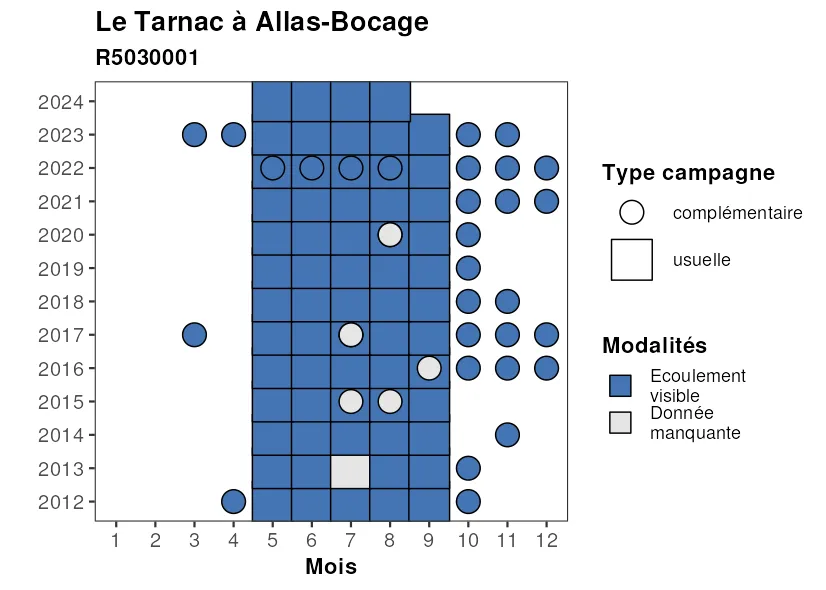 Le Tarnac à Allas-Bocage
R5030001
2024
2023
2022
2021
2020
2019
2018
2017
2016
2015
2014
2013
2012
1 2 3 4 5 6 7 8 9 10 11 12
Mois
Type campagne
complémentaire
usuelle
Modalités
Ecoulement
visible
Donnée
manquante